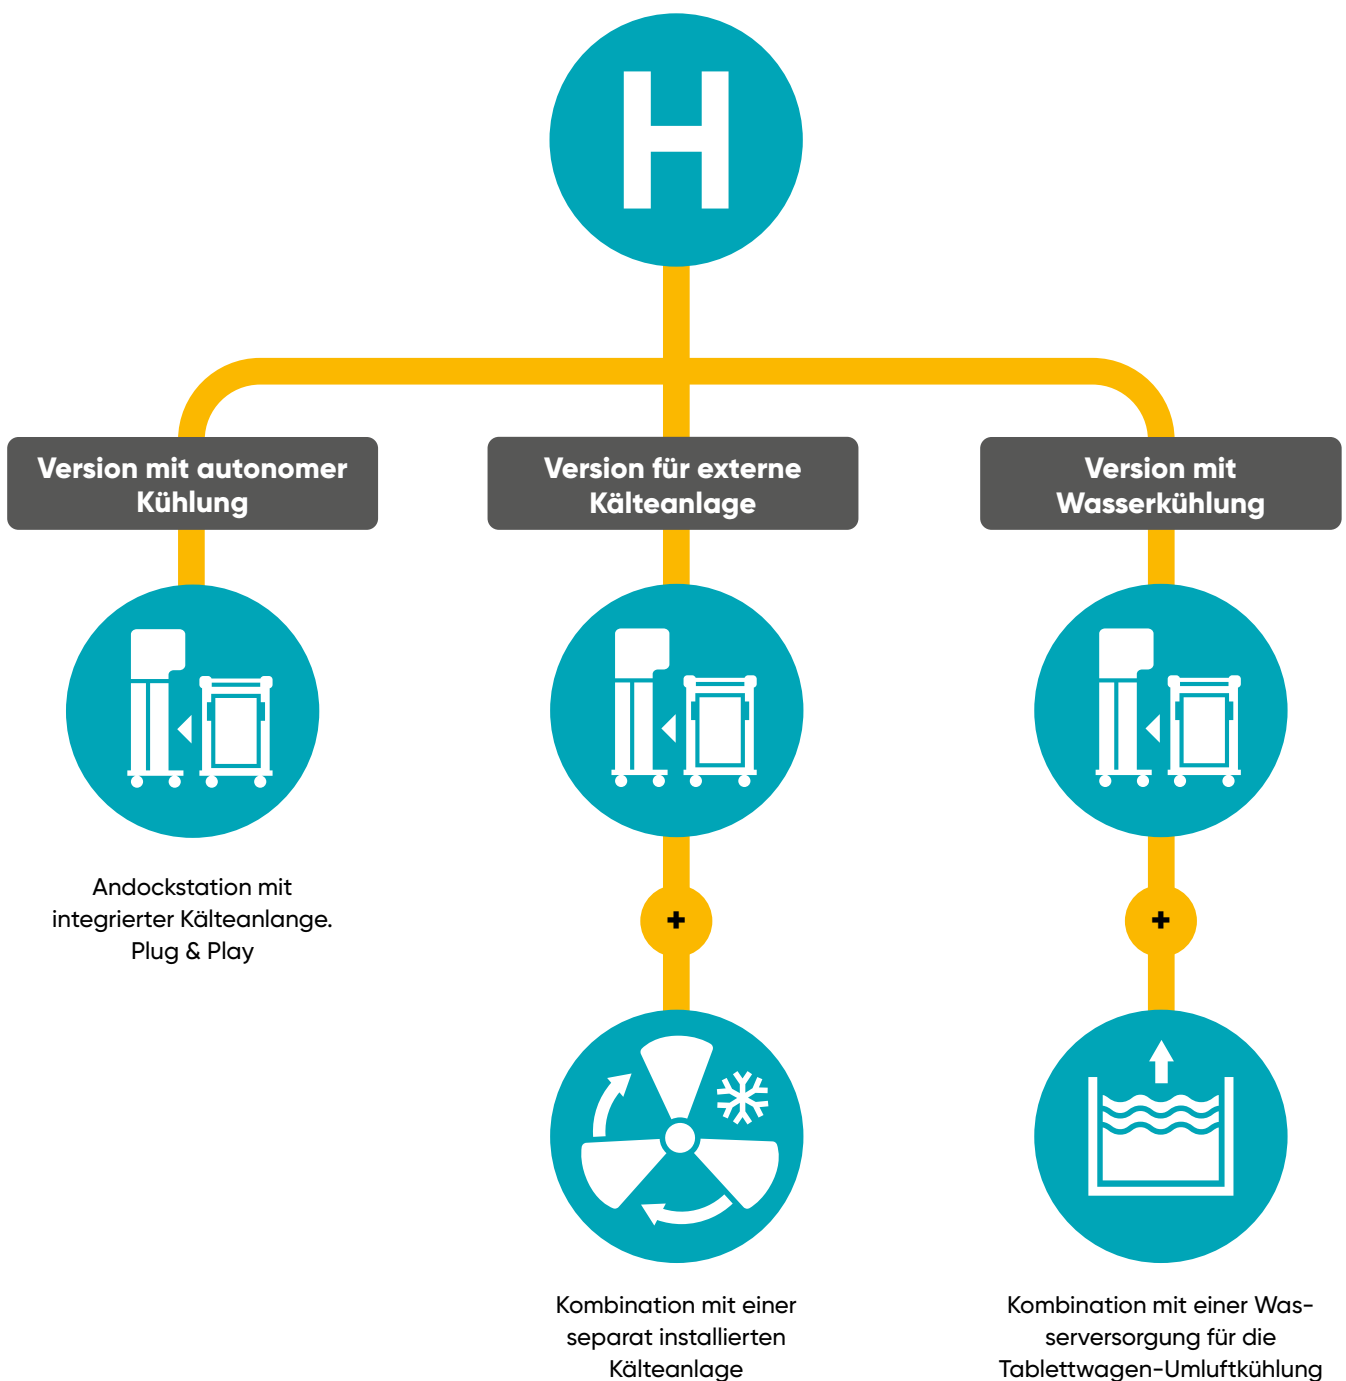 H
Version mit autonomer
Kühlung
Version für externe
Kälteanlage
Version mit
Wasserkühlung
Andockstation mit
integrierter Kälteanlange.
Plug & Play
+
+
Kombination mit einer
separat installierten
Kälteanlage
Kombination mit einer Was-
serversorgung für die
Tablettwagen-Umluftkühlung